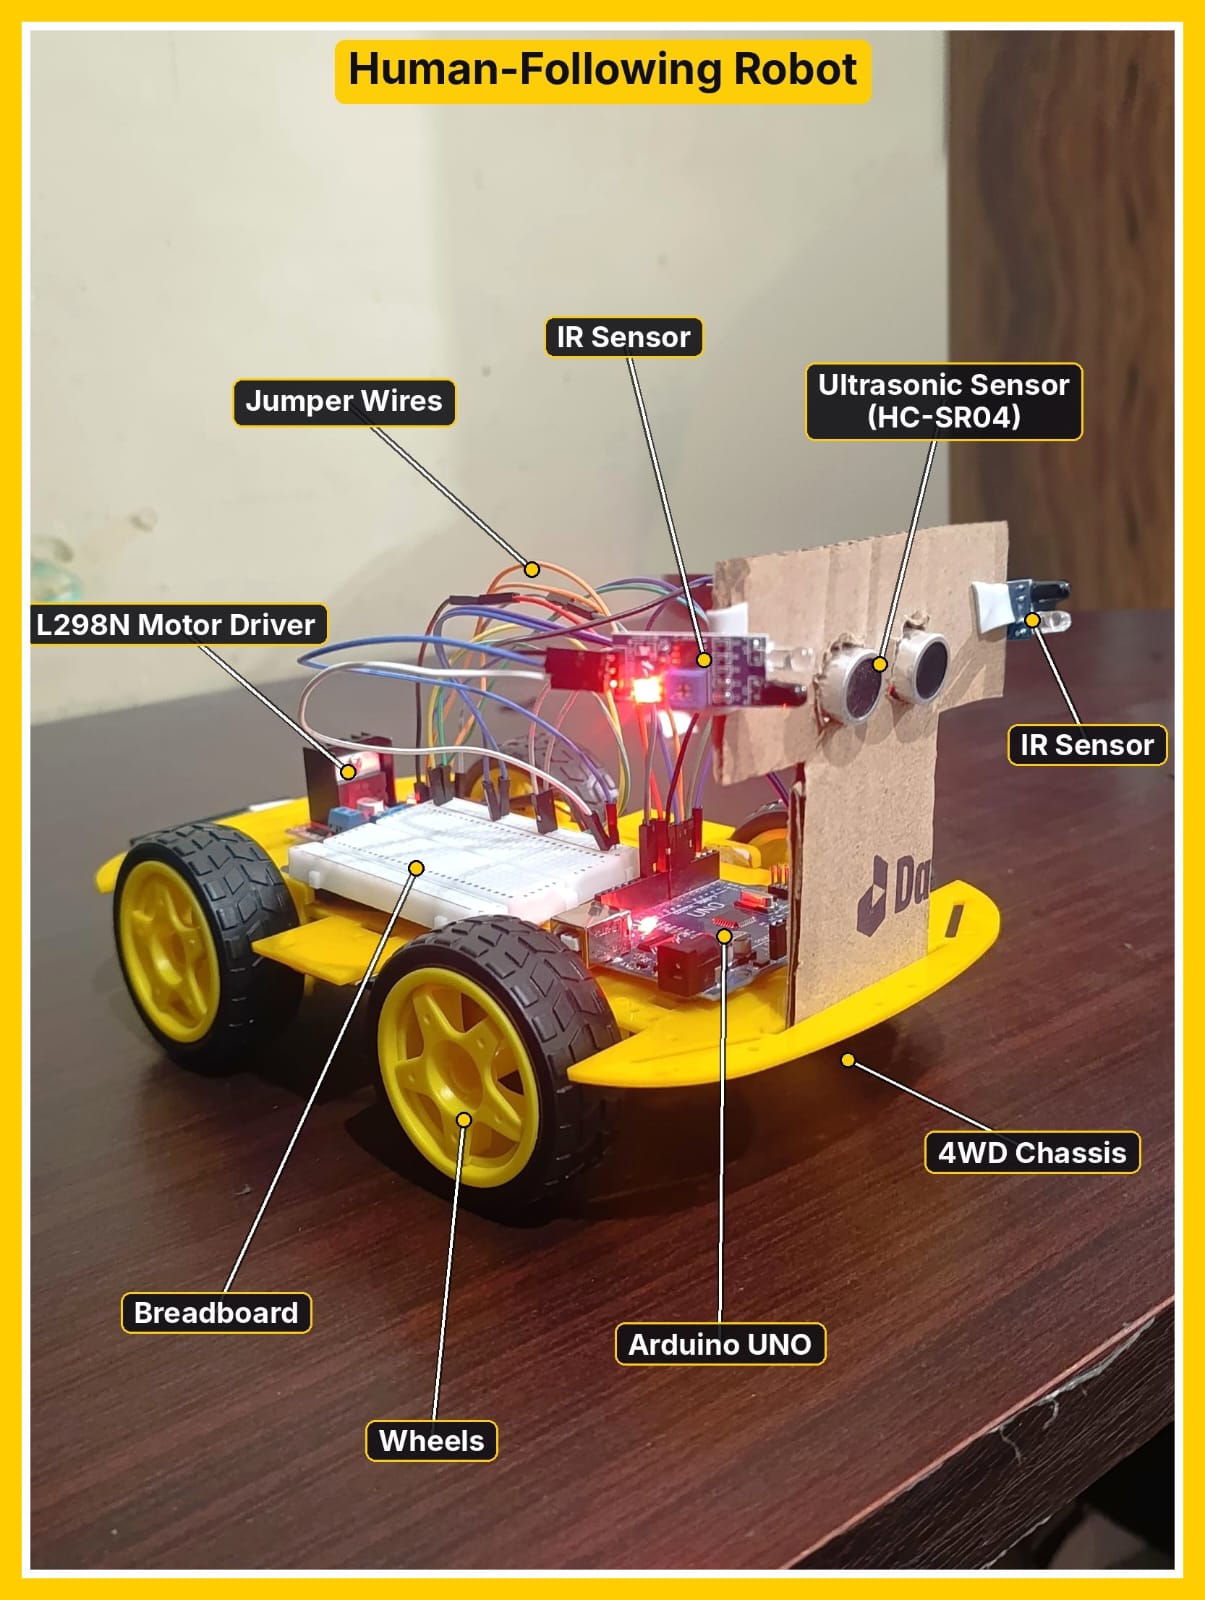 Human-Following Robot
IR Sensor
Ultrasonic Sensor
(HC-SR04)
Jumper Wires
L298N Motor Driver
IR Sensor
UNO
4WD Chassis
Breadboard
Arduino UNO
Wheels